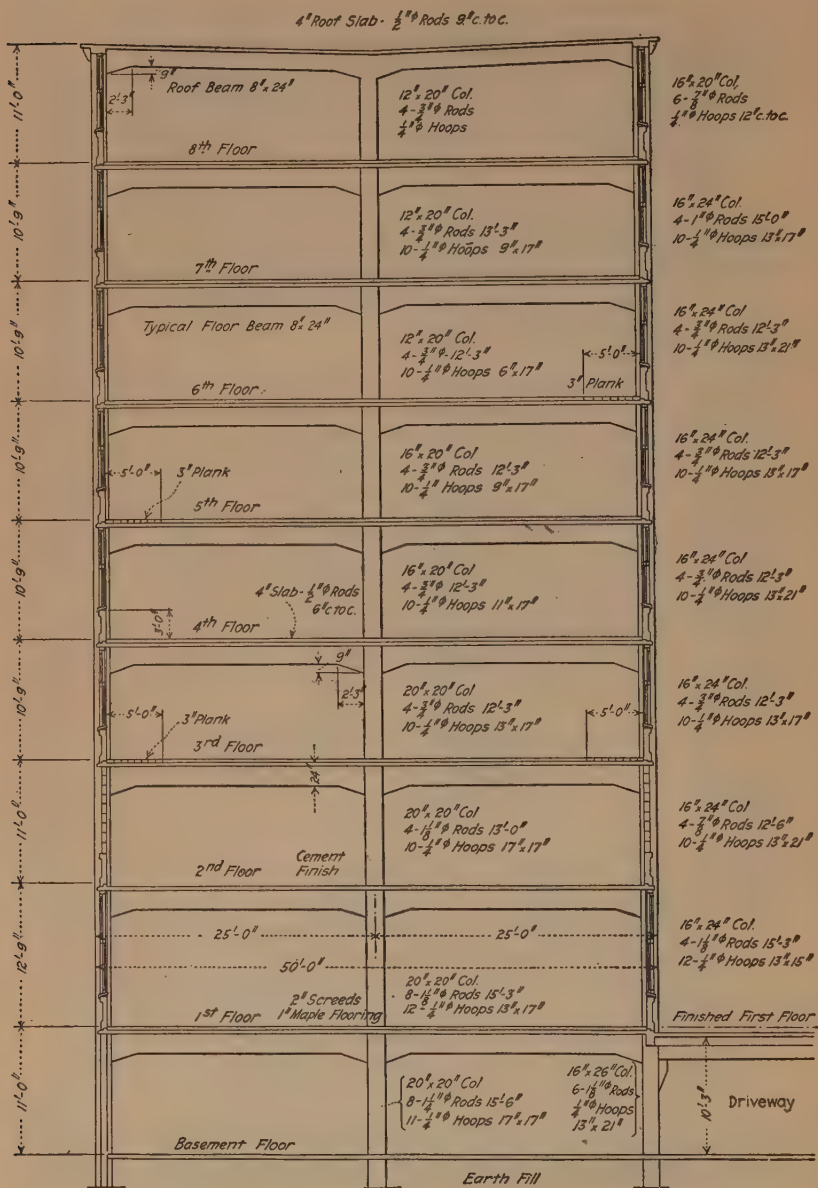 4" Roof Slab - 1/2"φ Rods 9" c. to c.
11'-0"
9"
2'-3"
Roof Beam 8" x 24"
12" x 20" Col.
4 - 3/4"φ Rods
1/4"φ Hoops
16" x 20" Col,
6 - 7/8"φ Rods
1/4"φ Hoops 12" c. to c.
8th Floor
10'-9"
12" x 20" Col.
4 - 3/4"φ Rods 13'-3"
10 - 1/4"φ Hoops 9" x 17"
16" x 24" Col.
4 - 1"φ Rods 15'-0"
10 - 1/4"φ Hoops 13" x 17"
7th Floor
10'-9"
Typical Floor Beam 8" x 24"
12" x 20" Col.
4 - 3/4"φ - 12'-3"
10 - 1/4"φ Hoops 6" x 17"
5'-0"
3" Plank
16" x 24" Col
4 - 3/4"φ Rods 12'-3"
10 - 1/4"φ Hoops 13" x 21"
6th Floor
10'-9"
5'-0"
3" Plank
16" x 20" Col.
4 - 3/4"φ Rods 12'-3"
10 - 1/4" Hoops 9" x 17"
16" x 24" Col.
4 - 3/4"φ Rods 12'-3"
10 - 1/4"φ Hoops 13" x 17"
5th Floor
10'-9"
3'-0"
4" Slab - 1/2"φ Rods
6" c to c.
16" x 20" Col
4 - 3/4"φ 12'-3"
10 - 1/4"φ Hoops 11" x 17"
16" x 24" Col
4 - 3/4"φ Rods 12'-3"
10 - 1/4"φ Hoops 13" x 21"
4th Floor
10'-9"
9"
2'-3"
5'-0"
3" Plank
20" x 20" Col
4 - 3/4"φ Rods 12'-3"
10 - 1/4"φ Hoops 13" x 17"
5'-0"
16" x 24" Col.
4 - 3/4"φ Rods 12'-3"
10 - 1/4"φ Hoops 13" x 17"
3rd Floor
11'-0"
24"
20" x 20" Col
4 - 1 1/8"φ Rods 13'-0"
10 - 1/4"φ Hoops 17" x 17"
16" x 24" Col
4 - 7/8"φ Rods 12'-6"
10 - 1/4"φ Hoops 13" x 21"
2nd Floor
Cement
Finish
12'-9"
25'-0"
25'-0"
50'-0"
16" x 24" Col.
4 - 1 1/8"φ Rods 15'-3"
12 - 1/4"φ Hoops 13" x 15"
20" x 20" Col.
8 - 1 1/8"φ Rods 15'-3"
12 - 1/4"φ Hoops 13" x 17"
2" Screeds
1" Maple Flooring
1st Floor
Finished First Floor
11'-0"
20" x 20" Col
8 - 1 1/4"φ Rods 15'-6"
11 - 1/4"φ Hoops 17" x 17"
16" x 26" Col.
6 - 1 1/8"φ Rods
1/4"φ Hoops
13" x 21"
10'-3"
Driveway
Basement Floor
Earth Fill